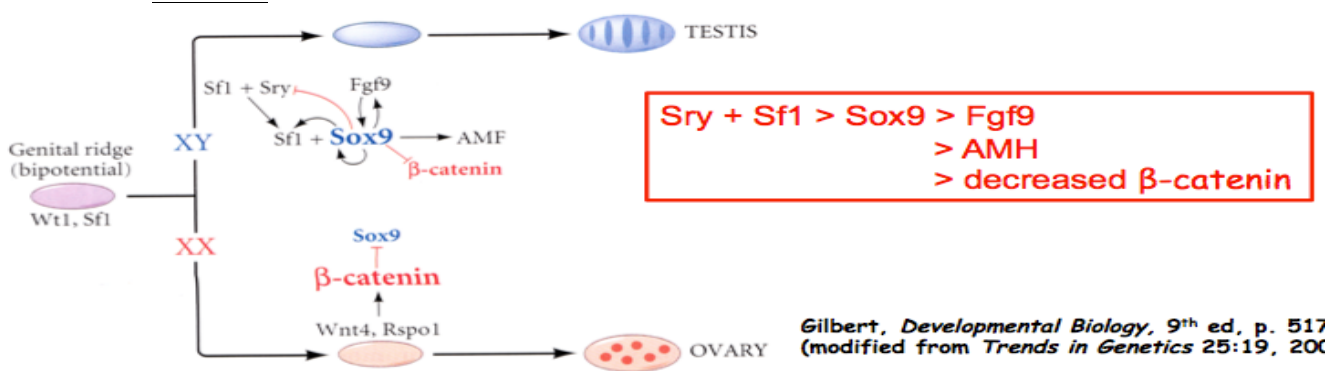 TESTIS
Sf1 + Sry
Fgf9
Sf1 + Sox9
AMF
β-catenin
XY
Genital ridge
(bipotential)
Wt1, Sf1
XX
Sox9
β-catenin
Wnt4, Rspo1
OVARY
Sry + Sf1 > Sox9 > Fgf9
> AMH
> decreased β-catenin
Gilbert, Developmental Biology, 9th ed, p. 517
(modified from Trends in Genetics 25:19, 200